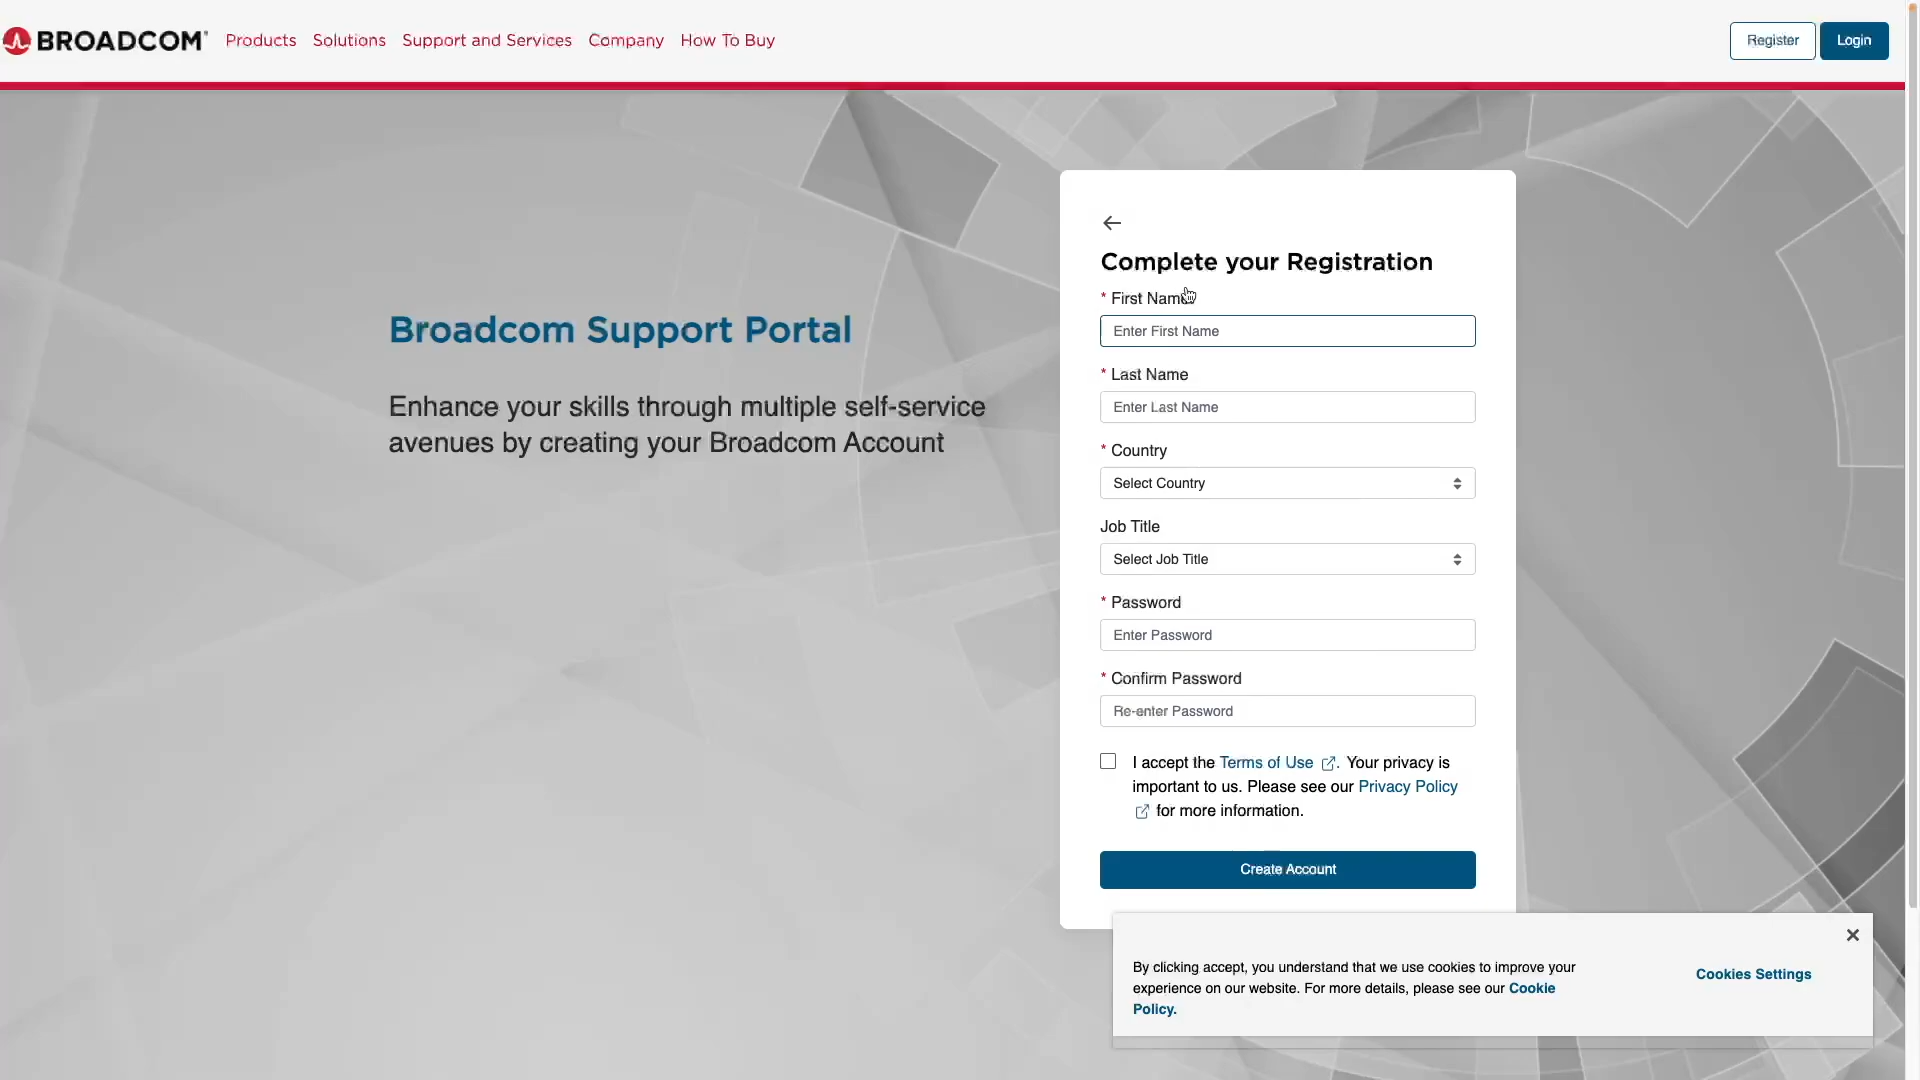 BROADCOM
Products Solutions Support and Services Company How To Buy
Register Login
Broadcom Support Portal
Enhance your skills through multiple self-service
avenues by creating your Broadcom Account
Complete your Registration
* First Name
Enter First Name
* Last Name
Enter Last Name
* Country
Select Country
Job Title
Select Job Title
* Password
Enter Password
* Confirm Password
Re-enter Password
I accept the Terms of Use . Your privacy is
important to us. Please see our Privacy Policy
for more information.
Create Account
By clicking accept, you understand that we use cookies to improve your
experience on our website. For more details, please see our Cookie
Policy.
Cookies Settings